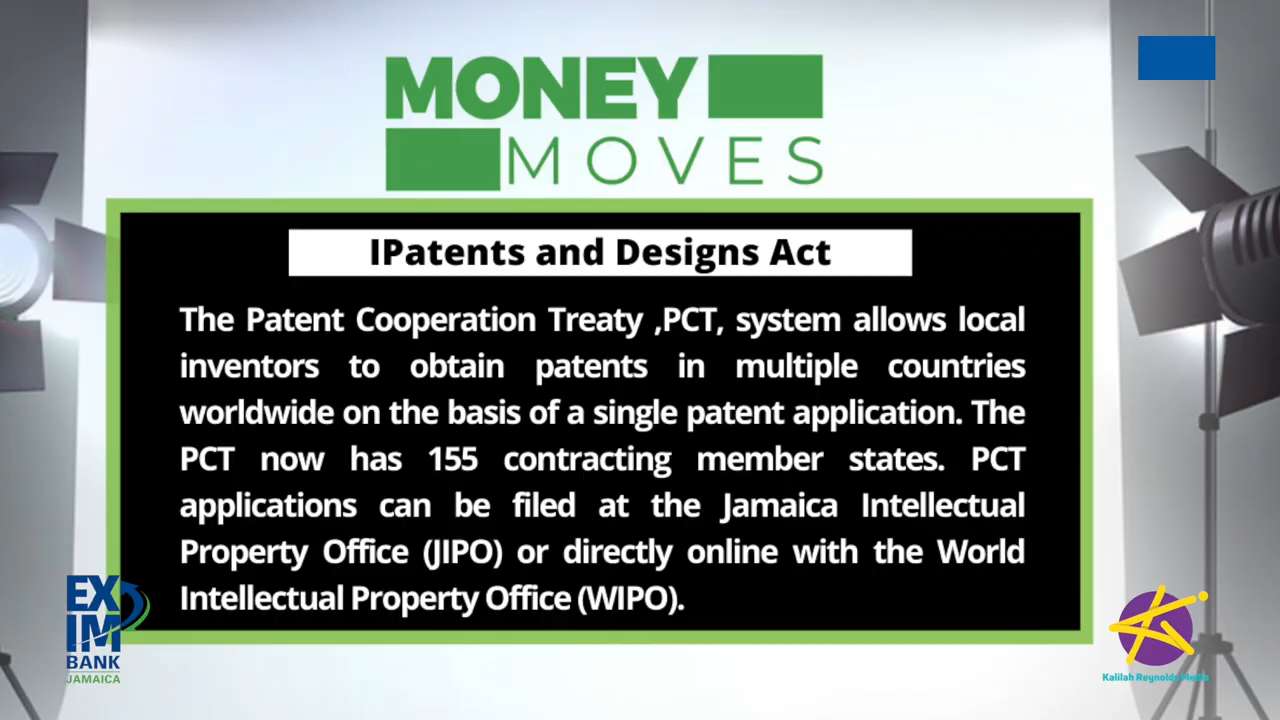 MONEY
MOVES
IPatents and Designs Act
The Patent Cooperation Treaty ,PCT, system allows local
inventors to obtain patents in multiple countries
worldwide on the basis of a single patent application. The
PCT now has 155 contracting member states. PCT
applications can be filed at the Jamaica Intellectual
Property Office (JIPO) or directly online with the World
Intellectual Property Office (WIPO).
EX
IM
BANK
JAMAICA
Kalilah Reynolds Media